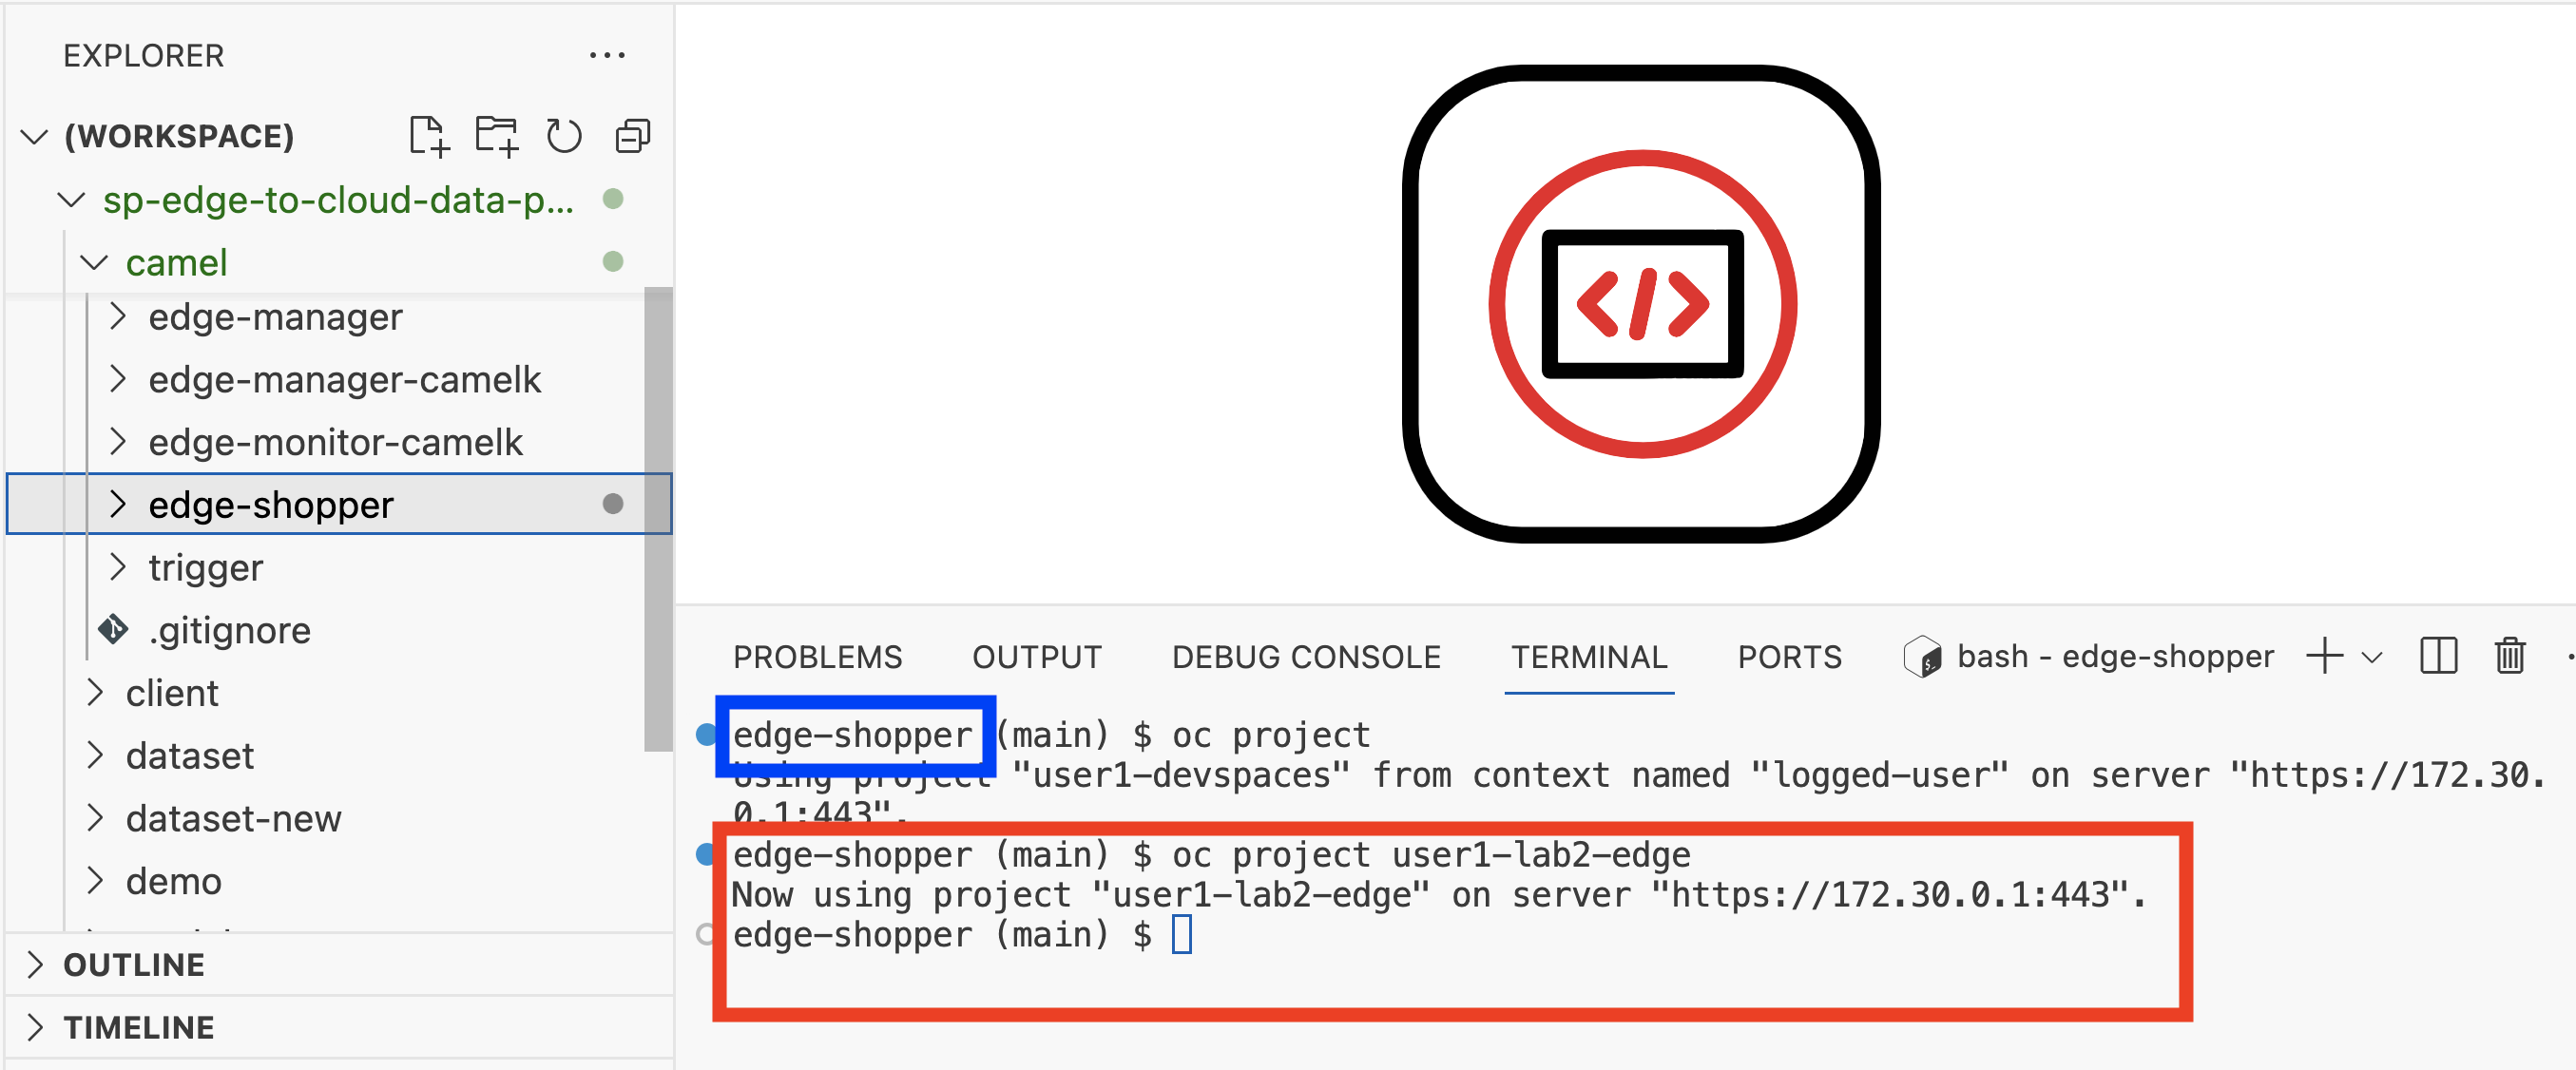 EXPLORER
(WORKSPACE)
sp-edge-to-cloud-data-p...
camel
edge-manager
edge-manager-camelk
edge-monitor-camelk
edge-shopper
trigger
.gitignore
client
dataset
dataset-new
demo
OUTLINE
TIMELINE
</>
PROBLEMS OUTPUT DEBUG CONSOLE TERMINAL PORTS bash - edge-shopper
edge-shopper (main) $ oc project
Using project "user1-devspaces" from context named "logged-user" on server "https://172.30.
0.1:443".
edge-shopper (main) $ oc project user1-lab2-edge
Now using project "user1-lab2-edge" on server "https://172.30.0.1:443".
edge-shopper (main) $